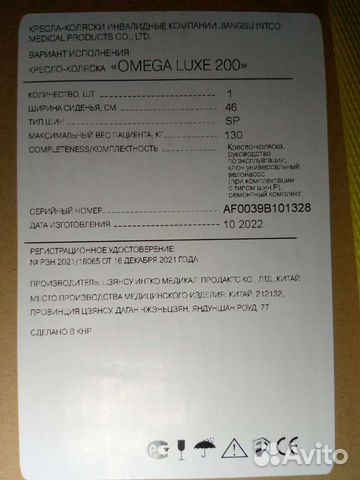 КРЕСЛА-КОЛЯСКИ ИНВАЛИДНЫЕ КОМПАНИИ JIANGSU INTCO
MEDICAL PRODUCTS CO., LTD.
ВАРИАНТ ИСПОЛНЕНИЯ
КРЕСЛО-КОЛЯСКА «OMEGA LUXE 200»
КОЛИЧЕСТВО, ШТ 1
ШИРИНА СИДЕНЬЯ, СМ 46
ТИП ШИН SP
МАКСИМАЛЬНЫЙ ВЕС ПАЦИЕНТА, КГ 130
COMPLETENESS/КОМПЛЕКТНОСТЬ Кресло-коляска,
руководство
по эксплуатации,
ключ универсальный,
велонасос
(при комплектации
с типом шин P),
ремонтный комплект
СЕРИЙНЫЙ НОМЕР AF0039B101328
ДАТА ИЗГОТОВЛЕНИЯ 10.2022
РЕГИСТРАЦИОННОЕ УДОСТОВЕРЕНИЕ:
№ РЗН 2021/16065 ОТ 16 ДЕКАБРЯ 2021 ГОДА
ПРОИЗВОДИТЕЛЬ: ЦЗЯНСУ ИНТКО МЕДИКАЛ ПРОДАКТС КО., ЛТД.,КИТАЙ
МЕСТО ПРОИЗВОДСТВА МЕДИЦИНСКОГО ИЗДЕЛИЯ: КИТАЙ, 212132,
ПРОВИНЦИЯ ЦЗЯНСУ, ДАГАН ЧЖЭНЬЦЗЯН, ЯНДУНШАН РОУД, 77
СДЕЛАНО В КНР
CE
Avito